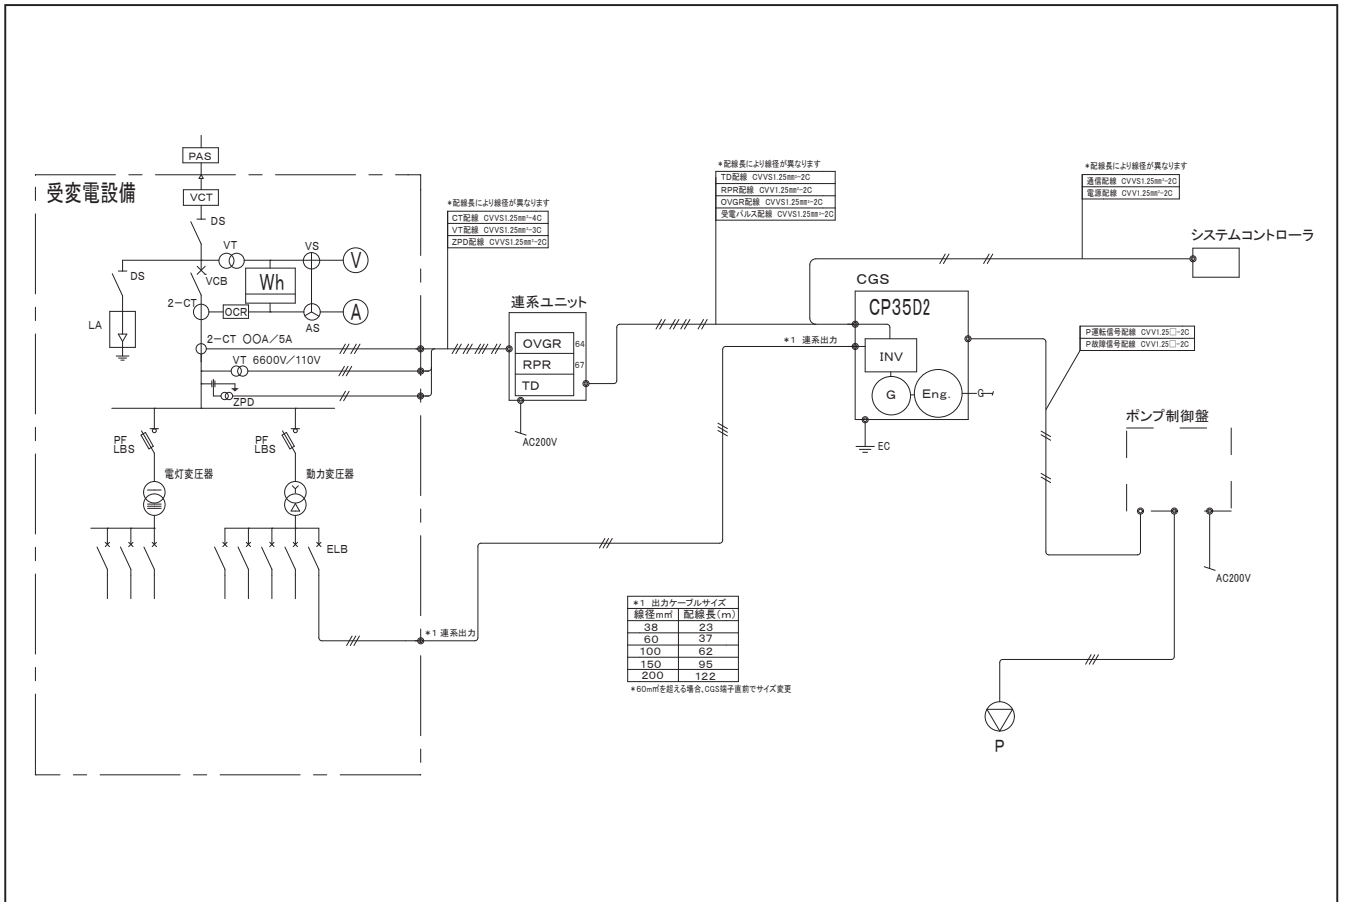 PAS
受変電設備
VCT
DS
VT
VS
V
DS
VCB
Wh
2-CT
OCR
A
AS
LA
2-CT 〇〇A/5A
VT 6600V/110V
ZPD
PF
LBS
電灯変圧器
PF
LBS
動力変圧器
ELB
*1 連系出力
*配線長により線径が異なります
CT配線 CVVS1.25mm²-4C
VT配線 CVVS1.25mm²-3C
ZPD配線 CVVS1.25mm²-2C
連系ユニット
OVGR 64
RPR 67
TD
AC200V
*配線長により線径が異なります
TD配線 CVVS1.25mm²-2C
RPR配線 CVV1.25mm²-2C
OVGR配線 CVVS1.25mm²-2C
受電パルス配線 CVVS1.25mm²-2C
*1 連系出力
CGS
CP35D2
INV
G
Eng.
G
EC
*配線長により線径が異なります
通信配線 CVVS1.25mm²-2C
電源配線 CVV1.25mm²-2C
システムコントローラ
P運転信号配線 CVV1.25□-2C
P故障信号配線 CVV1.25□-2C
ポンプ制御盤
AC200V
P
*1 出力ケーブルサイズ
線径mm² 配線長(m)
38 23
60 37
100 62
150 95
200 122
*60mm²を超える場合、CGS端子直前でサイズ変更